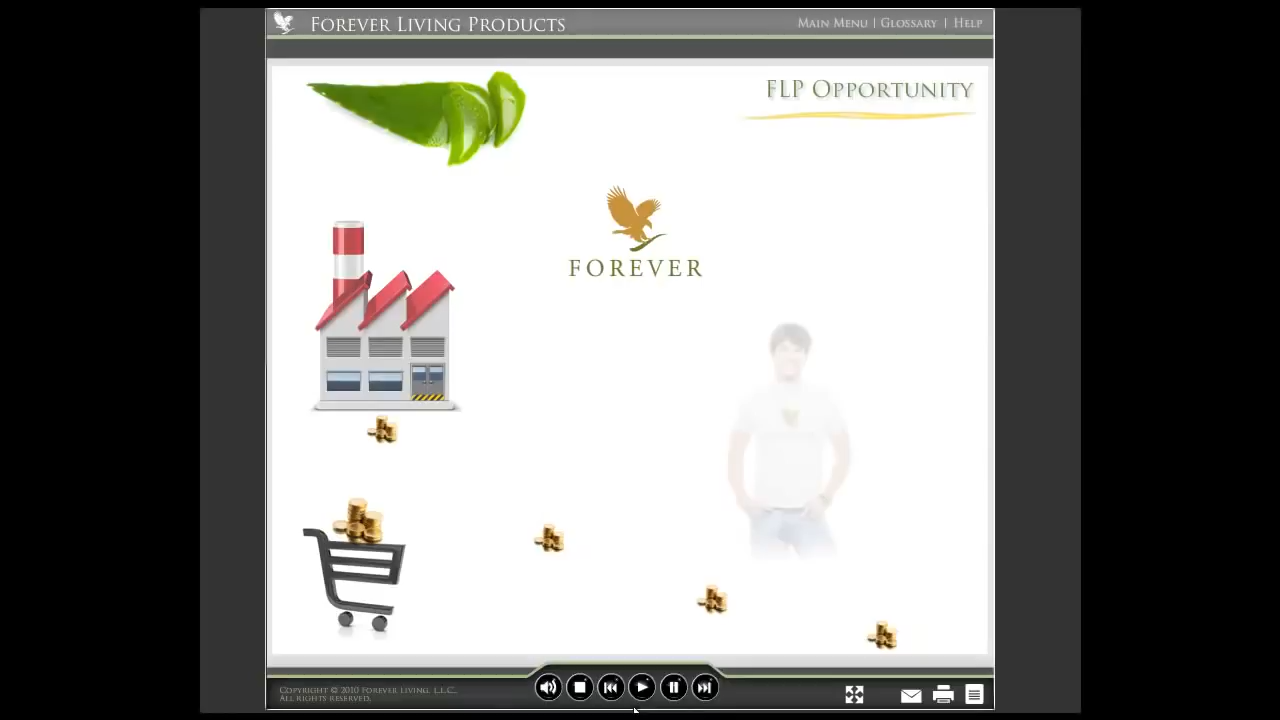 FOREVER LIVING PRODUCTS
MAIN MENU | GLOSSARY | HELP
FLP OPPORTUNITY
FOREVER
COPYRIGHT © 2010 FOREVER LIVING, L.L.C.,
ALL RIGHTS RESERVED.